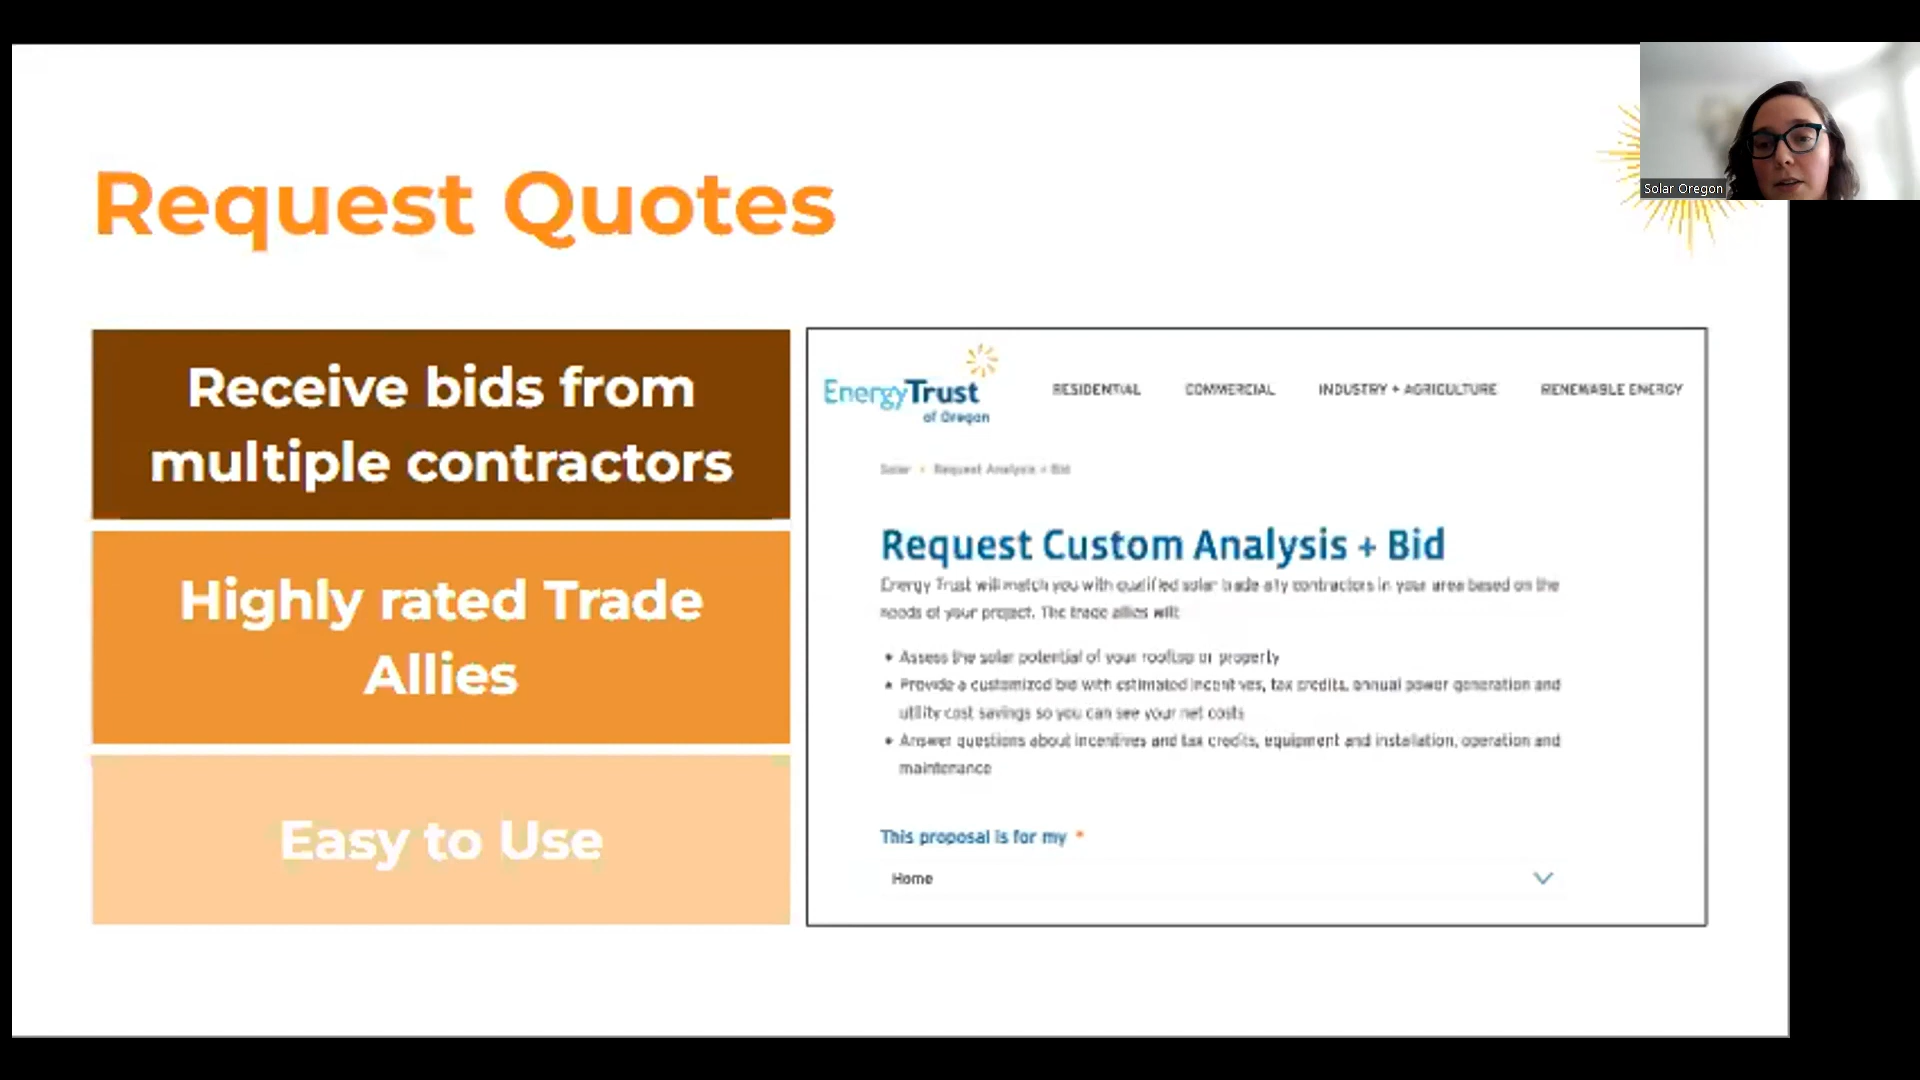 Request Quotes
Solar Oregon
Receive bids from
multiple contractors
Highly rated Trade
Allies
Easy to Use
EnergyTrust
of Oregon
RESIDENTIAL COMMERCIAL INDUSTRY + AGRICULTURE RENEWABLE ENERGY
Solar Request Analysis + Bid
Request Custom Analysis + Bid
Energy Trust will match you with qualified solar trade ally contractors in your area based on the
needs of your project. The trade allies will:
• Assess the solar potential of your rooftop or property
• Provide a customized bid with estimated incentives, tax credits, annual power generation and
utility cost savings so you can see your net costs
• Answer questions about incentives and tax credits, equipment and installation, operation and
maintenance
This proposal is for my *
Home